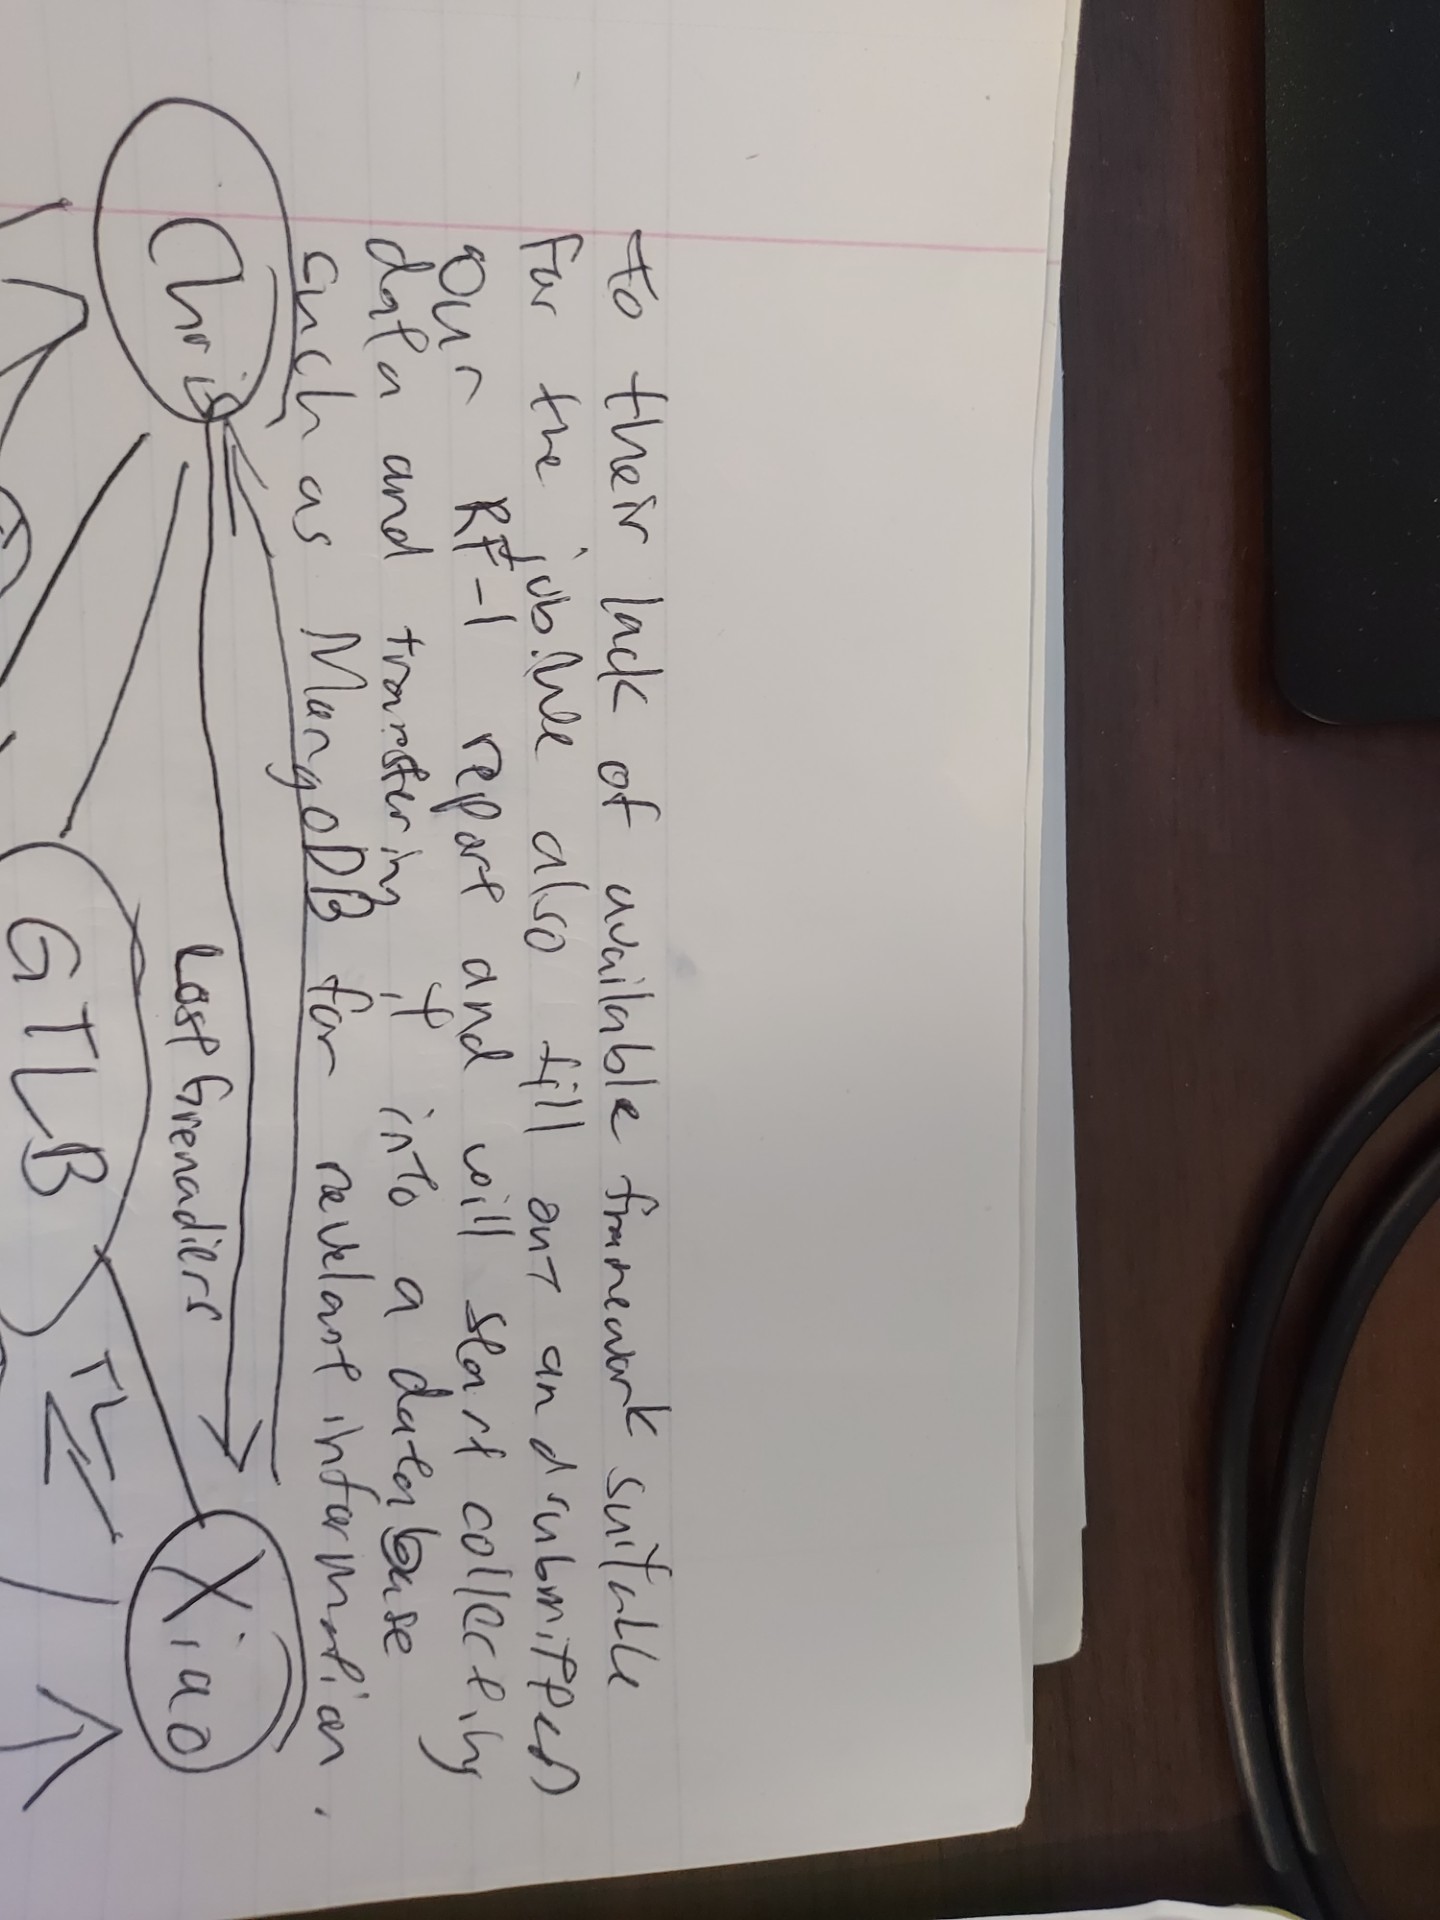 to their lack of available framework suitable
for the job. We also fill out and submitted
our RF-1 report and will start collecting
data and transfering it into a database
such as MongoDB for revelant information.
Chris
Xiao
Last Grenadiers
GTLB
TL